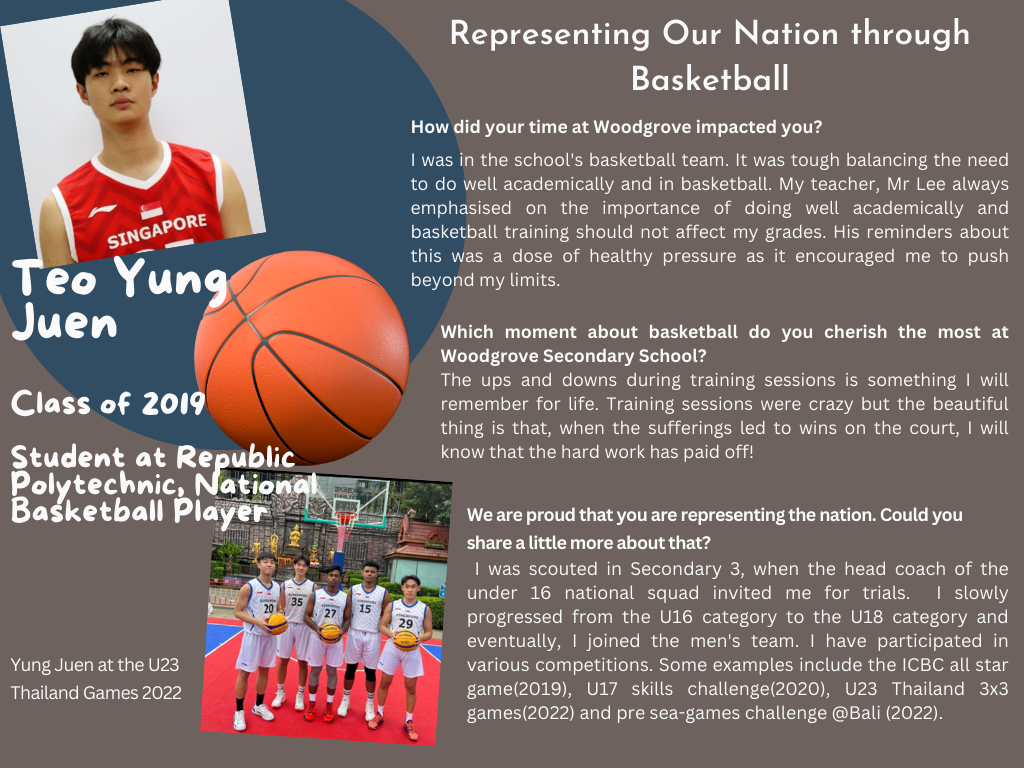 Representing Our Nation through
Basketball
SINGAPORE
Teo Yung
Juen
Class of 2019
Student at Republic
Polytechnic, National
Basketball Player
How did your time at Woodgrove impacted you?
I was in the school's basketball team. It was tough balancing the need
to do well academically and in basketball. My teacher, Mr Lee always
emphasised on the importance of doing well academically and
basketball training should not affect my grades. His reminders about
this was a dose of healthy pressure as it encouraged me to push
beyond my limits.
Which moment about basketball do you cherish the most at
Woodgrove Secondary School?
The ups and downs during training sessions is something I will
remember for life. Training sessions were crazy but the beautiful
thing is that, when the sufferings led to wins on the court, I will
know that the hard work has paid off!
We are proud that you are representing the nation. Could you
share a little more about that?
I was scouted in Secondary 3, when the head coach of the
under 16 national squad invited me for trials. I slowly
progressed from the U16 category to the U18 category and
eventually, I joined the men's team. I have participated in
various competitions. Some examples include the ICBC all star
game(2019), U17 skills challenge(2020), U23 Thailand 3x3
games(2022) and pre sea-games challenge @Bali (2022).
20
35
27
15
29
Yung Juen at the U23
Thailand Games 2022